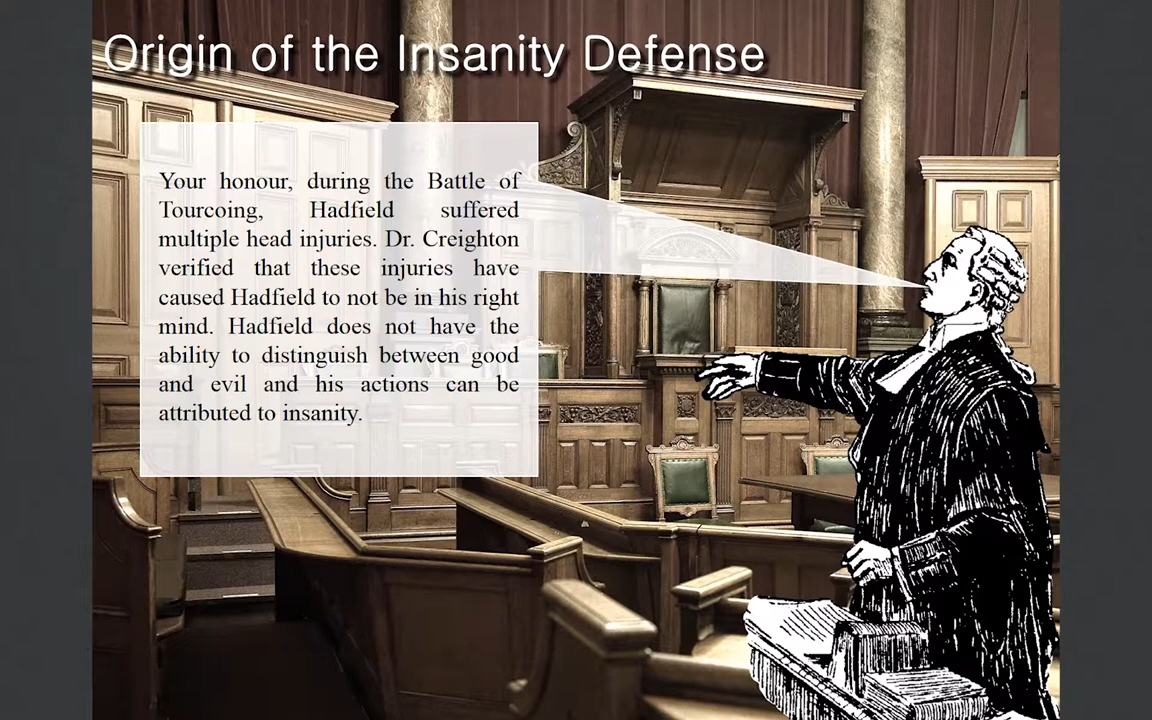 Origin of the Insanity Defense
Your honour, during the Battle of
Tourcoing, Hadfield suffered
multiple head injuries. Dr. Creighton
verified that these injuries have
caused Hadfield to not be in his right
mind. Hadfield does not have the
ability to distinguish between good
and evil and his actions can be
attributed to insanity.